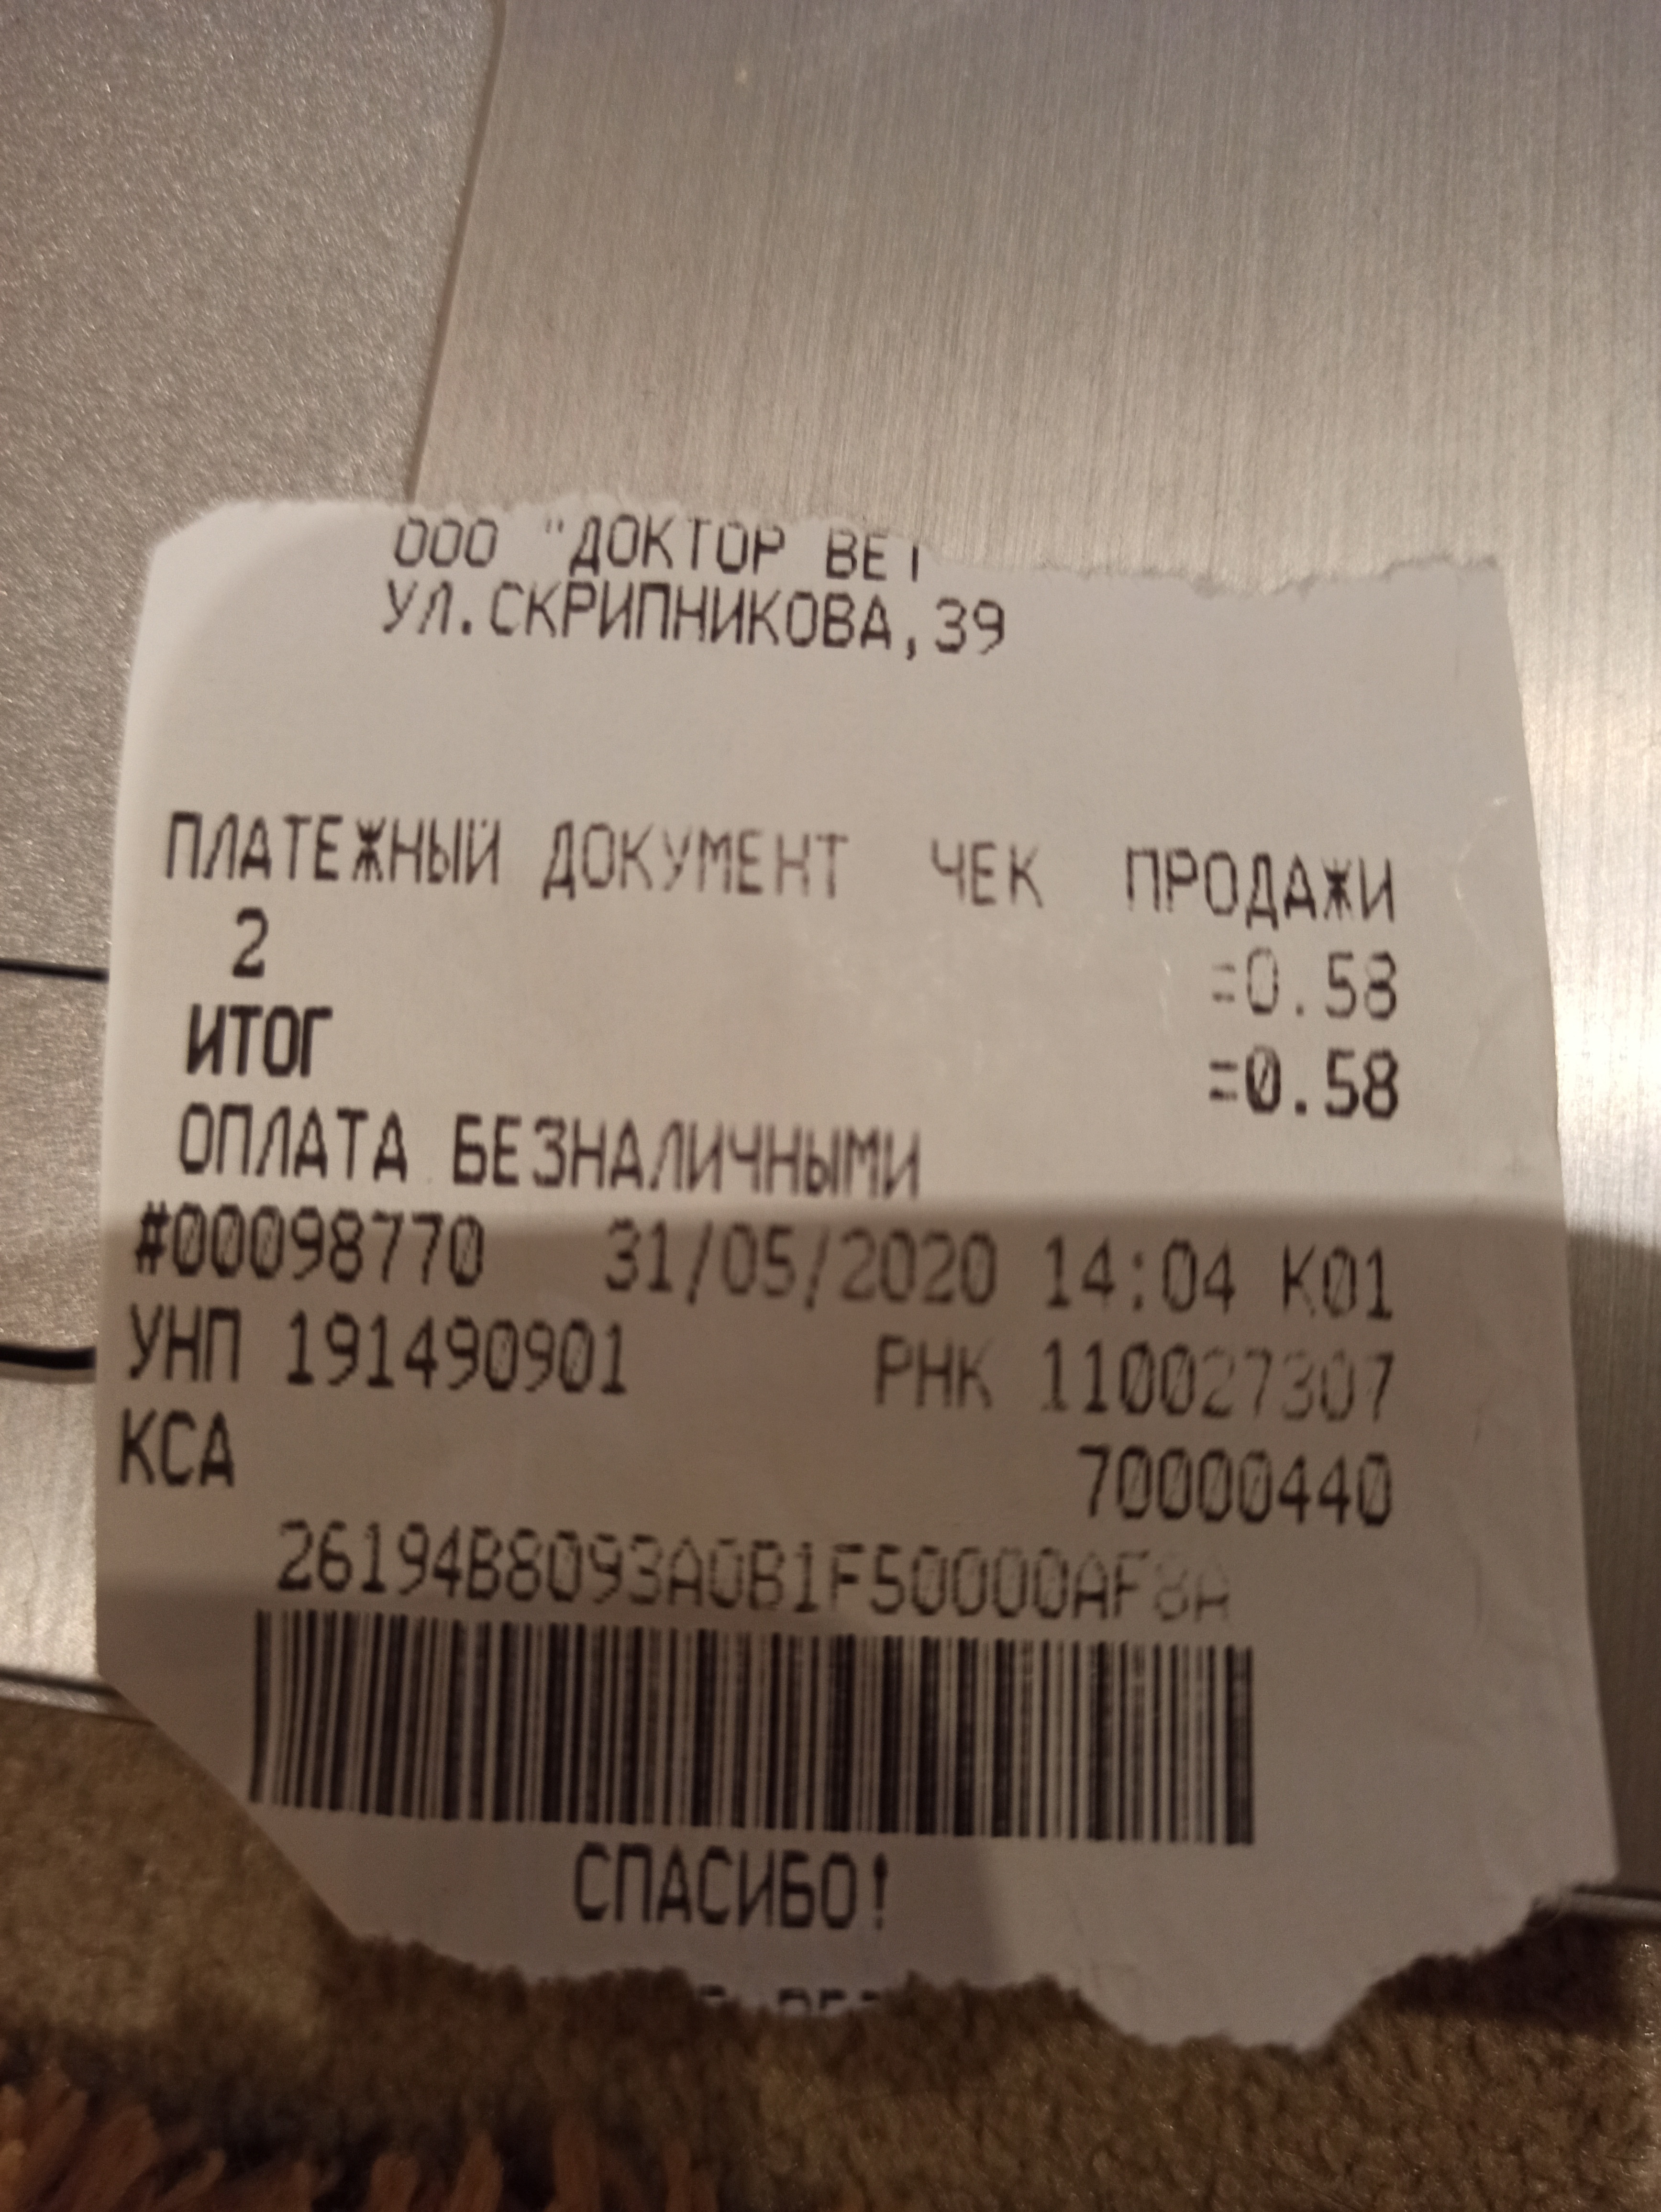 ООО "ДОКТОР ВЕТ
УЛ.СКРИПНИКОВА,39
ПЛАТЕЖНЫЙ ДОКУМЕНТ ЧЕК ПРОДАЖИ
2 =0.58
ИТОГ =0.58
ОПЛАТА БЕЗНАЛИЧНЫМИ
#00098770 31/05/2020 14:04 К01
УНП 191490901 РНК 110027307
КСА 70000440
26194B8093A0B1F50000AF8A
СПАСИБО!